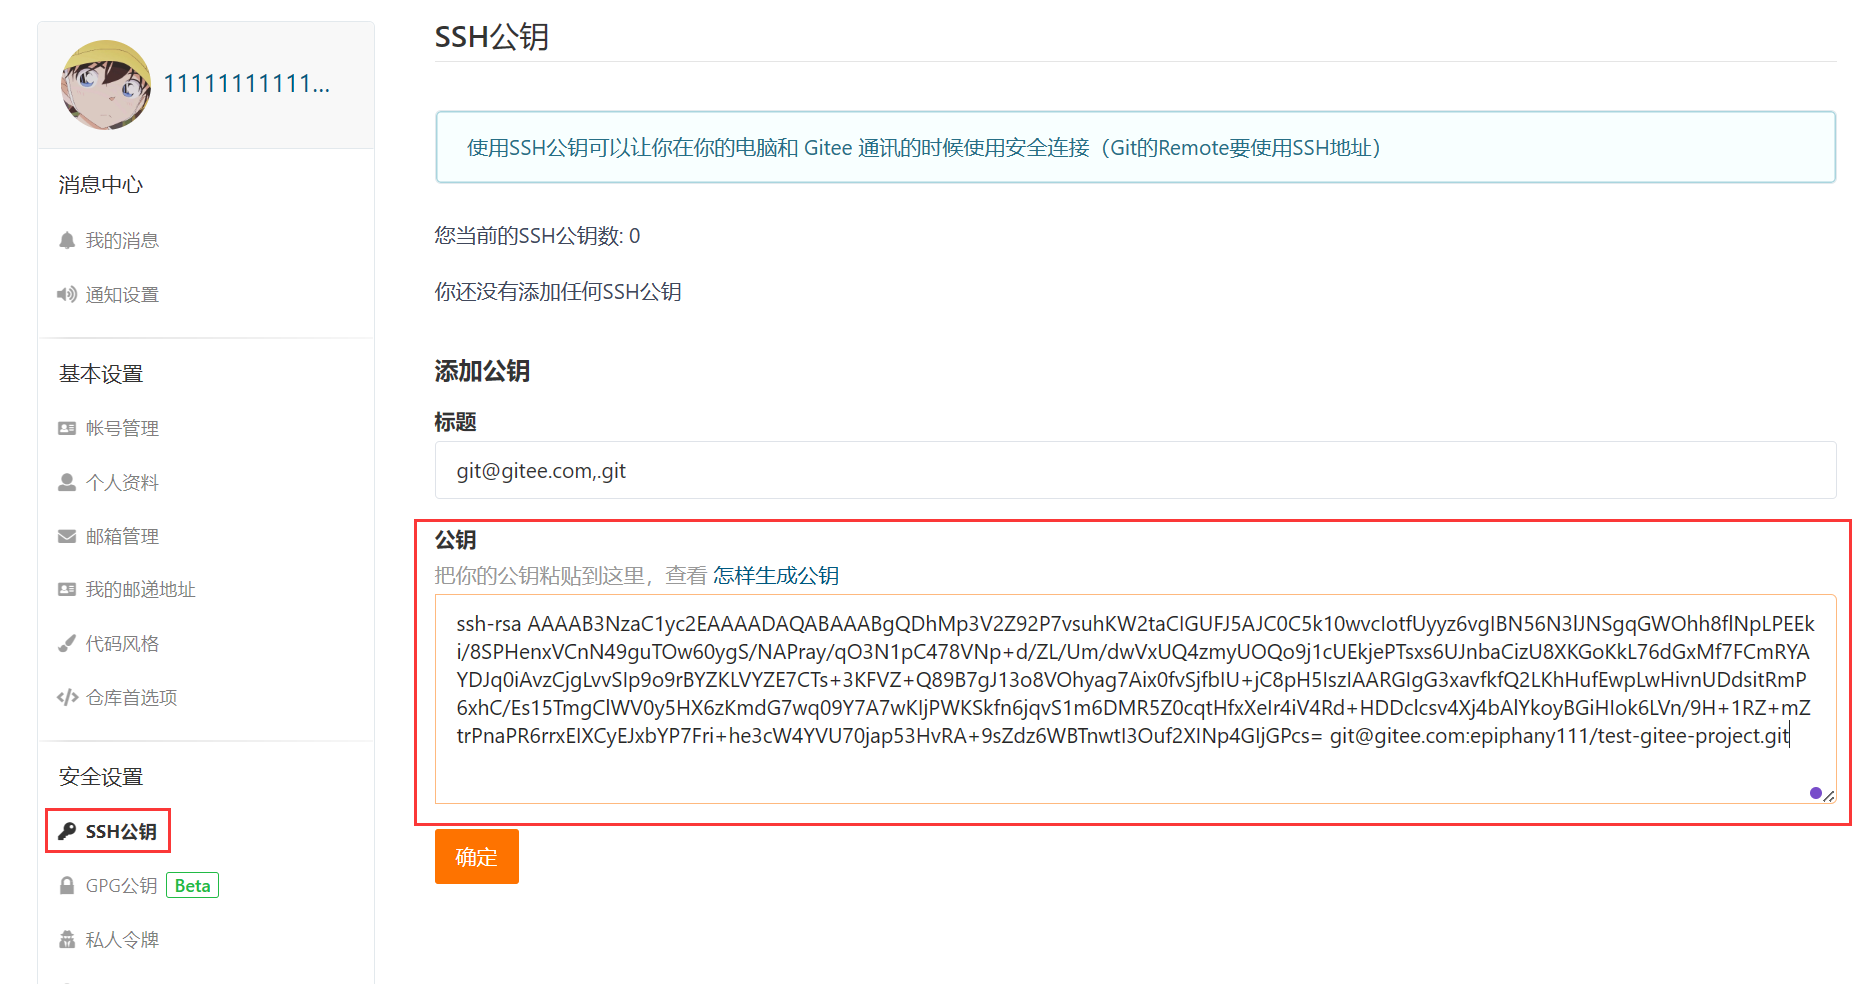 11111111111...
消息中心
我的消息
通知设置
基本设置
帐号管理
个人资料
邮箱管理
我的邮递地址
代码风格
仓库首选项
安全设置
SSH公钥
GPG公钥 Beta
私人令牌
SSH公钥
使用SSH公钥可以让你在你的电脑和 Gitee 通讯的时候使用安全连接（Git的Remote要使用SSH地址）
您当前的SSH公钥数: 0
你还没有添加任何SSH公钥
添加公钥
标题
git@gitee.com,.git
公钥
把你的公钥粘贴到这里，查看 怎样生成公钥
ssh-rsa AAAAB3NzaC1yc2EAAAADAQABAAABgQDhMp3V2Z92P7vsuhKW2taCIGUFJ5AJC0C5k10wvcIotfUyyz6vgIBN56N3lJNSgqGWOhh8flNpLPEEk
i/8SPHenxVCnN49guTOw60ygS/NAPray/qO3N1pC478VNp+d/ZL/Um/dwVxUQ4zmyUOQo9j1cUEkjePTsxs6UJnbaCizU8XKGoKkL76dGxMf7FCmRYA
YDJq0iAvzCjgLvvSIp9o9rBYZKLVYZE7CTs+3KFVZ+Q89B7gJ13o8VOhyag7Aix0fvSjfbIU+jC8pH5IszIAARGIgG3xavfkfQ2LKhHufEwpLwHivnUDdsitRmP
6xhC/Es15TmgClWV0y5HX6zKmdG7wq09Y7A7wKIjPWKSkfn6jqvS1m6DMR5Z0cqtHfxXeIr4iV4Rd+HDDclcsv4Xj4bAlYkoyBGiHIok6LVn/9H+1RZ+mZ
trPnaPR6rrxEIXCyEJxbYP7Fri+he3cW4YVU70jap53HvRA+9sZdz6WBTnwtI3Ouf2XINp4GIjGPcs= git@gitee.com:epiphany111/test-gitee-project.git
确定